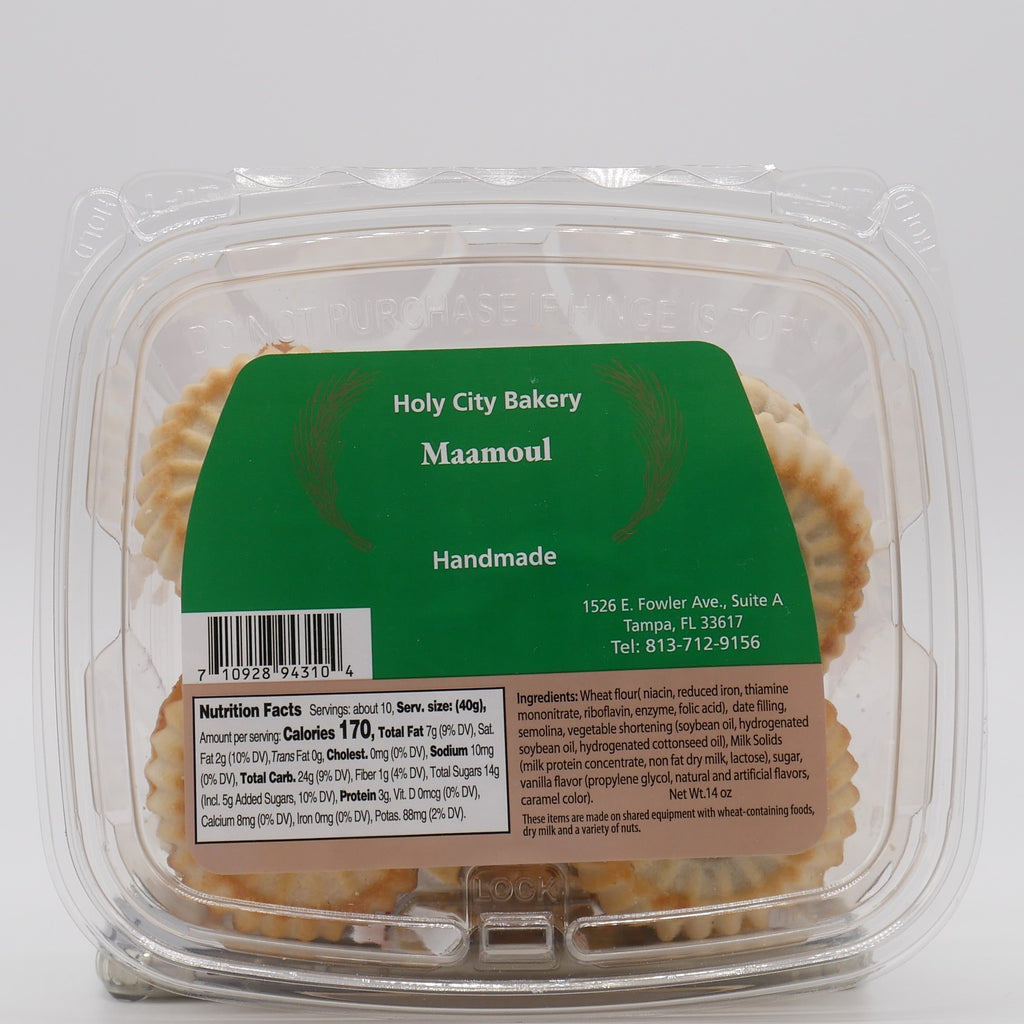 HOLD
HOLD
DO NOT PURCHASE IF HINGE IS TORN
Holy City Bakery
Maamoul
Handmade
1526 E. Fowler Ave., Suite A
Tampa, FL 33617
Tel: 813-712-9156
7 10928 94310 4
Nutrition Facts Servings: about 10, Serv. size: (40g),
Amount per serving: Calories 170, Total Fat 7g (9% DV), Sat.
Fat 2g (10% DV), Trans Fat 0g, Cholest. 0mg (0% DV), Sodium 10mg
(0% DV), Total Carb. 24g (9% DV), Fiber 1g (4% DV), Total Sugars 14g
(Incl. 5g Added Sugars, 10% DV), Protein 3g, Vit. D 0mcg (0% DV),
Calcium 8mg (0% DV), Iron 0mg (0% DV), Potas. 88mg (2% DV).
Ingredients: Wheat flour( niacin, reduced iron, thiamine
mononitrate, riboflavin, enzyme, folic acid), date filling,
semolina, vegetable shortening (soybean oil, hydrogenated
soybean oil, hydrogenated cottonseed oil), Milk Solids
(milk protein concentrate, non fat dry milk, lactose), sugar,
vanilla flavor (propylene glycol, natural and artificial flavors,
caramel color). Net Wt.14 oz
These items are made on shared equipment with wheat-containing foods,
dry milk and a variety of nuts.
LOCK